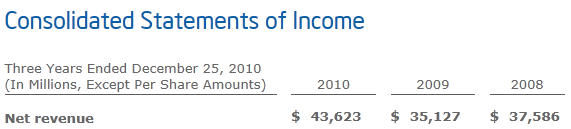 Consolidated Statements of Income
Three Years Ended December 25, 2010
(In Millions, Except Per Share Amounts) 2010 2009 2008
Net revenue $ 43,623 $ 35,127 $ 37,586